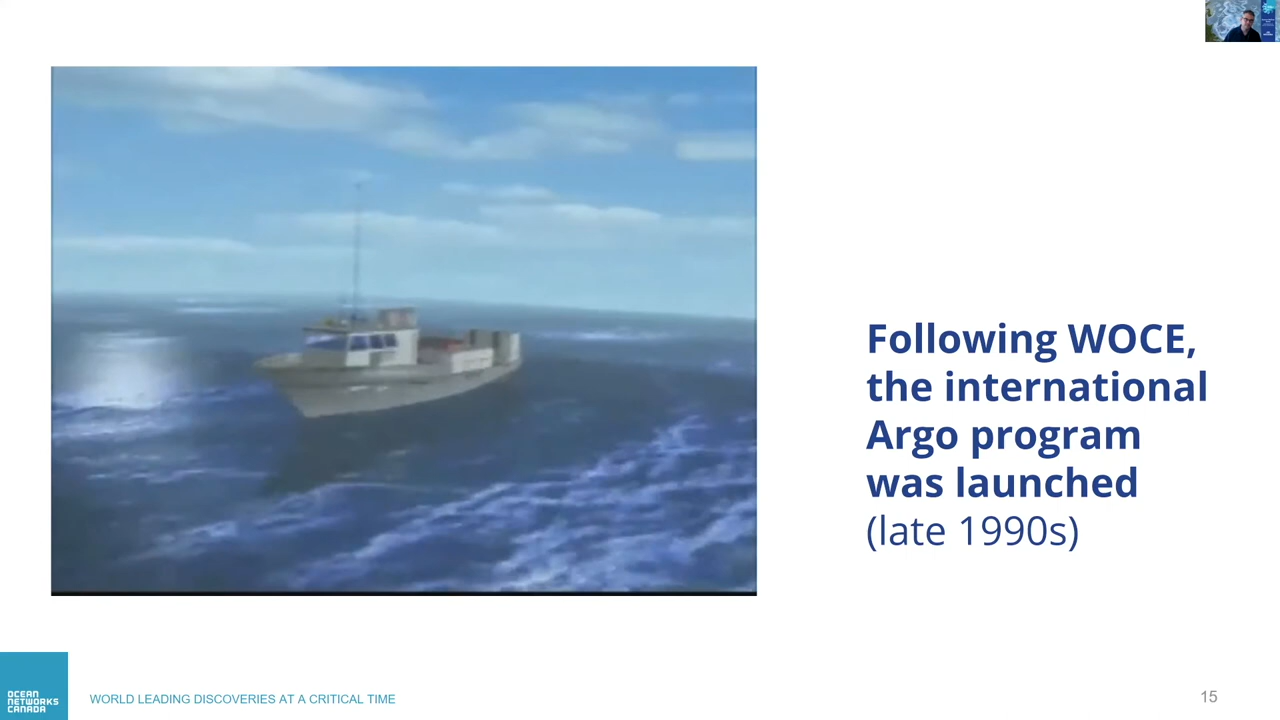 Following WOCE,
the international
Argo program
was launched
(late 1990s)
OCEAN
NETWORKS
CANADA
WORLD LEADING DISCOVERIES AT A CRITICAL TIME
15